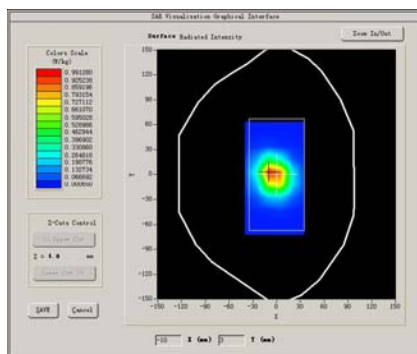 SAR Visualisation Graphical Interface
Surface Radiated Intensity
Zoom In/Out
Colors Scale
(W/kg)
0.991280
0.925238
0.859196
0.793154
0.727112
0.661070
0.595028
0.528986
0.462944
0.396902
0.330860
0.264818
0.198776
0.132734
0.066692
0.000650
Z-Cuts Control
Z = 4.0 mm
SAVE
Cancel
150
120
90
60
30
0
-30
-60
-90
-120
-150
Y
-150 -120 -90 -60 -30 0 30 60 90 120 150
X
-10 X (mm) 3 Y (mm)